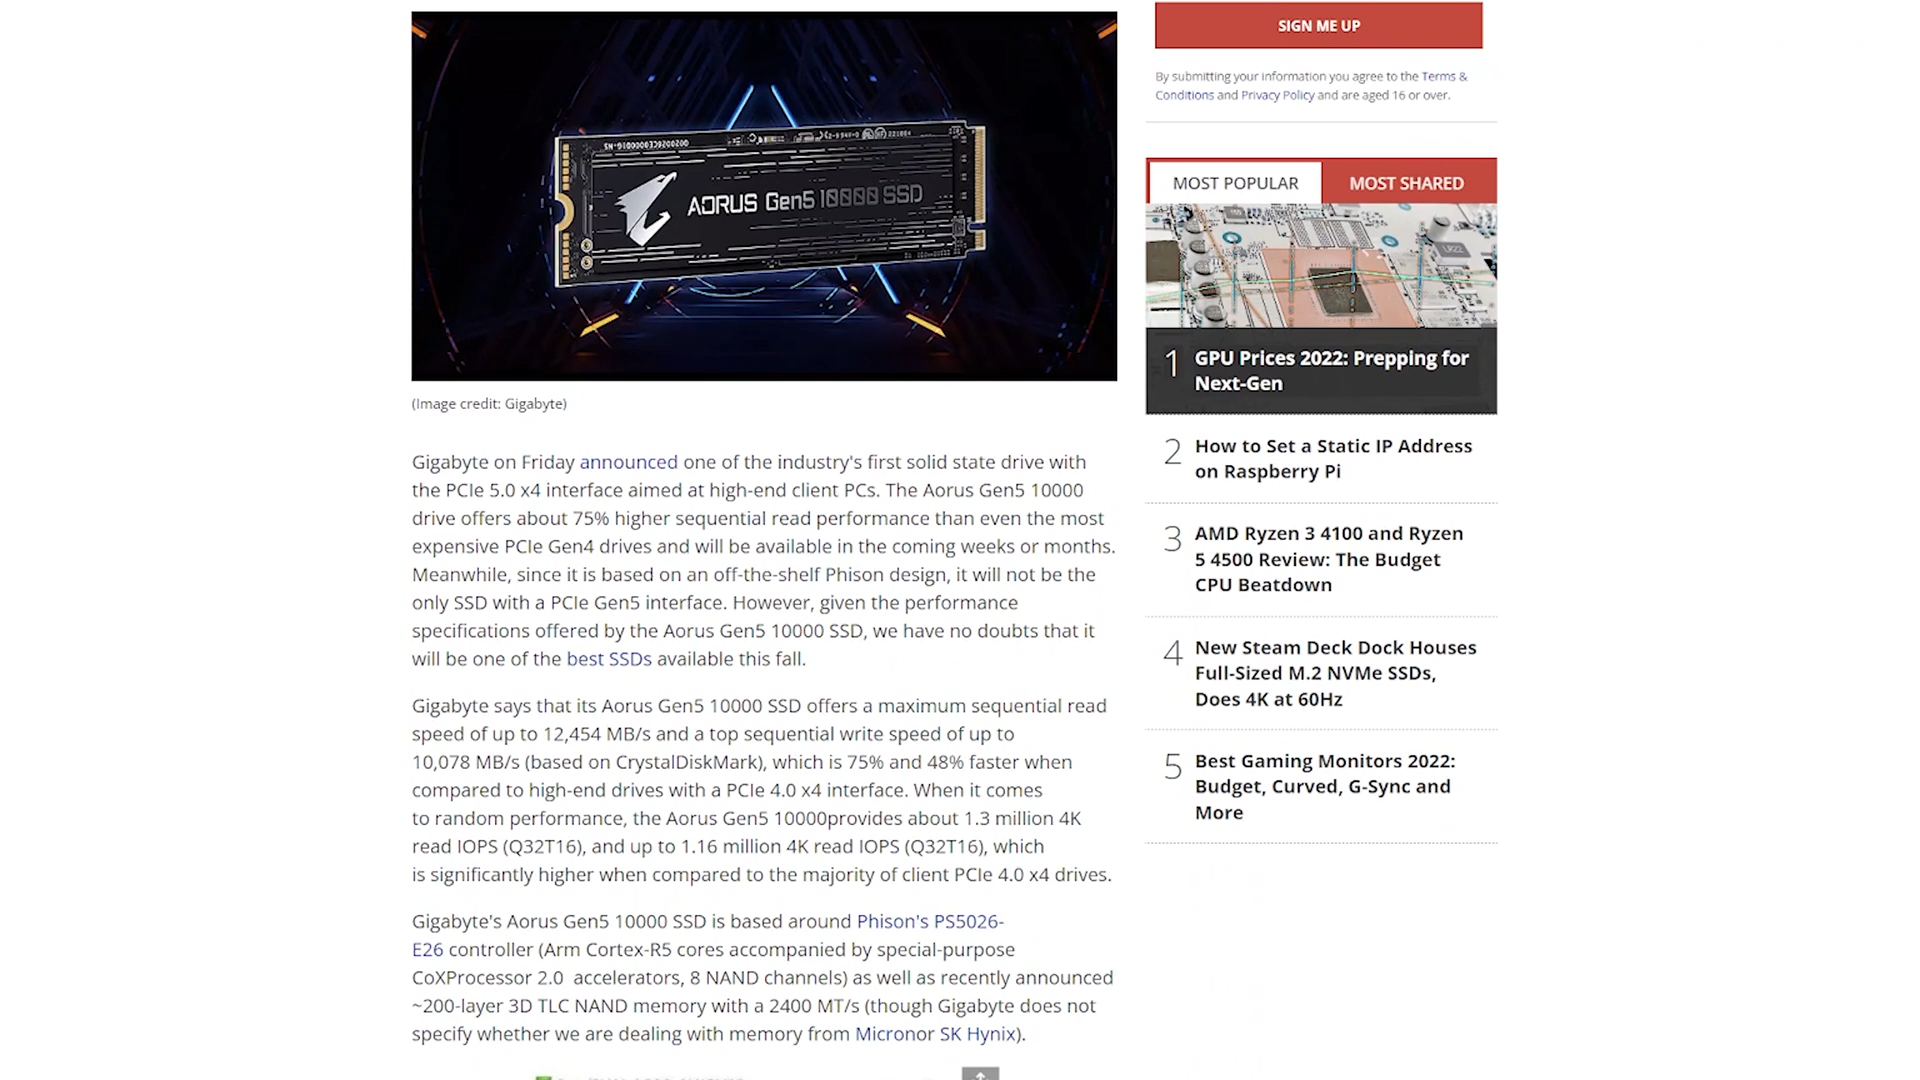 AORUS Gen5 10000 SSD
(Image credit: Gigabyte)
Gigabyte on Friday announced one of the industry's first solid state drive with
the PCIe 5.0 x4 interface aimed at high-end client PCs. The Aorus Gen5 10000
drive offers about 75% higher sequential read performance than even the most
expensive PCIe Gen4 drives and will be available in the coming weeks or months.
Meanwhile, since it is based on an off-the-shelf Phison design, it will not be the
only SSD with a PCIe Gen5 interface. However, given the performance
specifications offered by the Aorus Gen5 10000 SSD, we have no doubts that it
will be one of the best SSDs available this fall.
Gigabyte says that its Aorus Gen5 10000 SSD offers a maximum sequential read
speed of up to 12,454 MB/s and a top sequential write speed of up to
10,078 MB/s (based on CrystalDiskMark), which is 75% and 48% faster when
compared to high-end drives with a PCIe 4.0 x4 interface. When it comes
to random performance, the Aorus Gen5 10000provides about 1.3 million 4K
read IOPS (Q32T16), and up to 1.16 million 4K read IOPS (Q32T16), which
is significantly higher when compared to the majority of client PCIe 4.0 x4 drives.
Gigabyte's Aorus Gen5 10000 SSD is based around Phison's PS5026-
E26 controller (Arm Cortex-R5 cores accompanied by special-purpose
CoXProcessor 2.0 accelerators, 8 NAND channels) as well as recently announced
~200-layer 3D TLC NAND memory with a 2400 MT/s (though Gigabyte does not
specify whether we are dealing with memory from Micronor SK Hynix).
SIGN ME UP
By submitting your information you agree to the Terms &
Conditions and Privacy Policy and are aged 16 or over.
MOST POPULAR
MOST SHARED
1 GPU Prices 2022: Prepping for
Next-Gen
2 How to Set a Static IP Address
on Raspberry Pi
3 AMD Ryzen 3 4100 and Ryzen
5 4500 Review: The Budget
CPU Beatdown
4 New Steam Deck Dock Houses
Full-Sized M.2 NVMe SSDs,
Does 4K at 60Hz
5 Best Gaming Monitors 2022:
Budget, Curved, G-Sync and
More